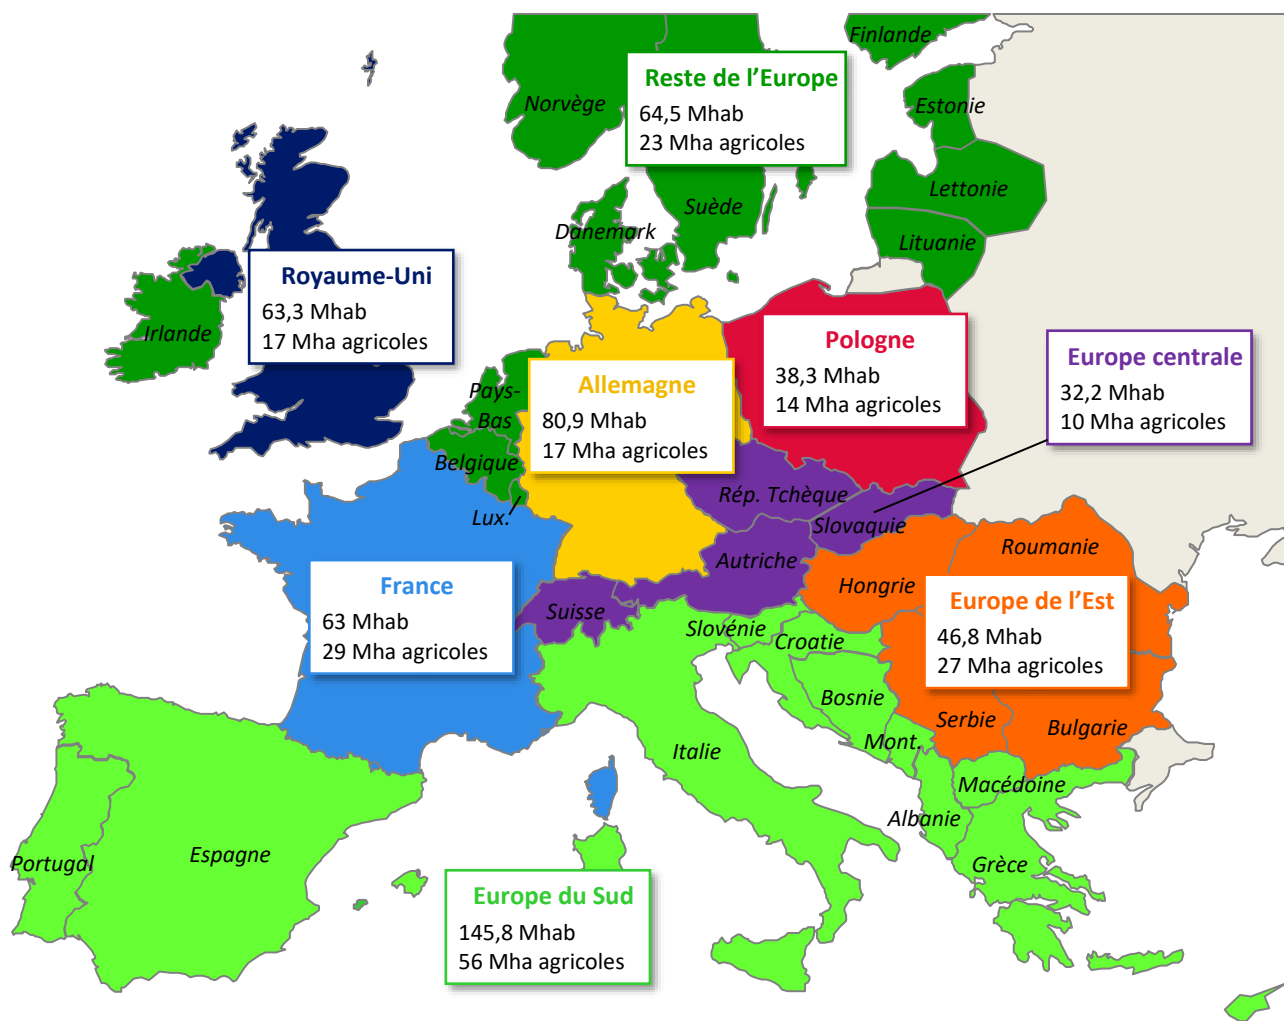 Finlande
Reste de l’Europe
64,5 Mhab
23 Mha agricoles
Norvège
Estonie
Lettonie
Suède
Danemark
Lituanie
Royaume-Uni
63,3 Mhab
17 Mha agricoles
Irlande
Pologne
38,3 Mhab
14 Mha agricoles
Europe centrale
32,2 Mhab
10 Mha agricoles
Allemagne
80,9 Mhab
17 Mha agricoles
Pays-
Bas
Belgique
Lux.
Rép. Tchèque
Slovaquie
Autriche
Roumanie
Hongrie
France
63 Mhab
29 Mha agricoles
Suisse
Europe de l’Est
46,8 Mhab
27 Mha agricoles
Slovénie
Croatie
Bosnie
Serbie
Bulgarie
Mont.
Italie
Macédoine
Albanie
Grèce
Portugal
Espagne
Europe du Sud
145,8 Mhab
56 Mha agricoles